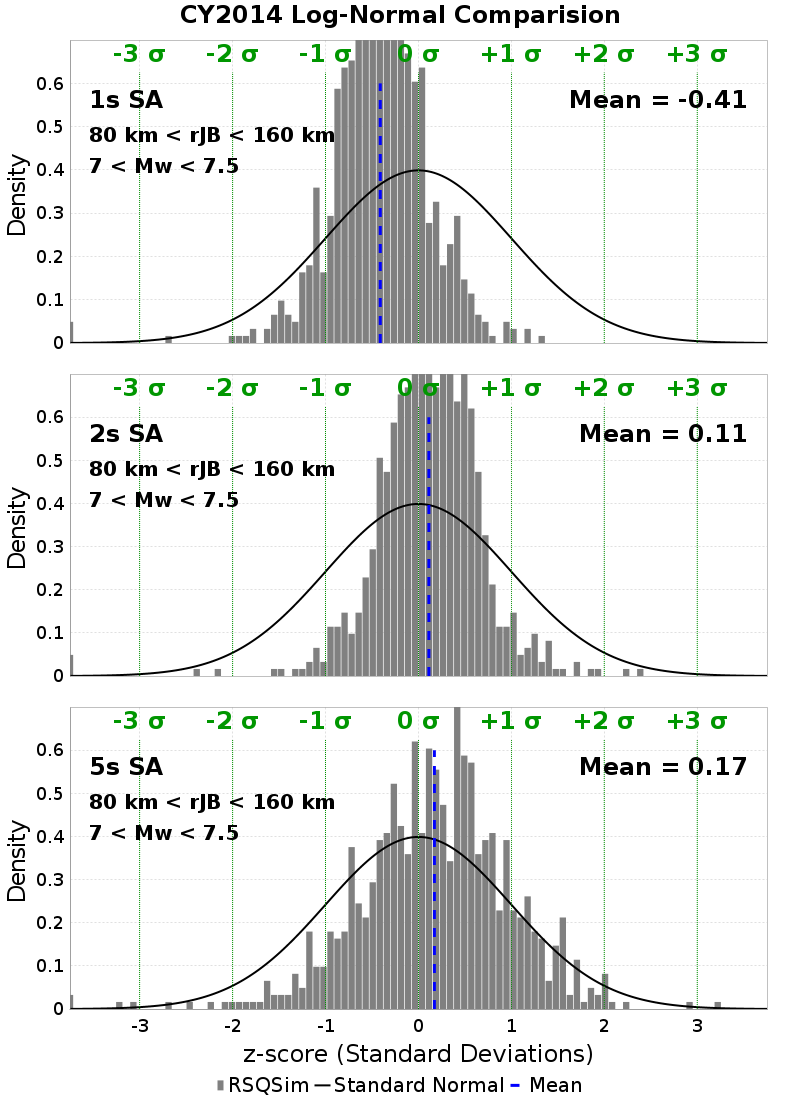 CY2014 Log-Normal Comparision
-3 σ -2 σ -1 σ 0 σ +1 σ +2 σ +3 σ
1s SA
Mean = -0.41
80 km < rJB < 160 km
7 < Mw < 7.5
Density
0.6
0.5
0.4
0.3
0.2
0.1
0
-3 σ -2 σ -1 σ 0 σ +1 σ +2 σ +3 σ
2s SA
Mean = 0.11
80 km < rJB < 160 km
7 < Mw < 7.5
Density
0.6
0.5
0.4
0.3
0.2
0.1
0
-3 σ -2 σ -1 σ 0 σ +1 σ +2 σ +3 σ
5s SA
Mean = 0.17
80 km < rJB < 160 km
7 < Mw < 7.5
Density
0.6
0.5
0.4
0.3
0.2
0.1
0
-3 -2 -1 0 1 2 3
z-score (Standard Deviations)
RSQSim Standard Normal Mean